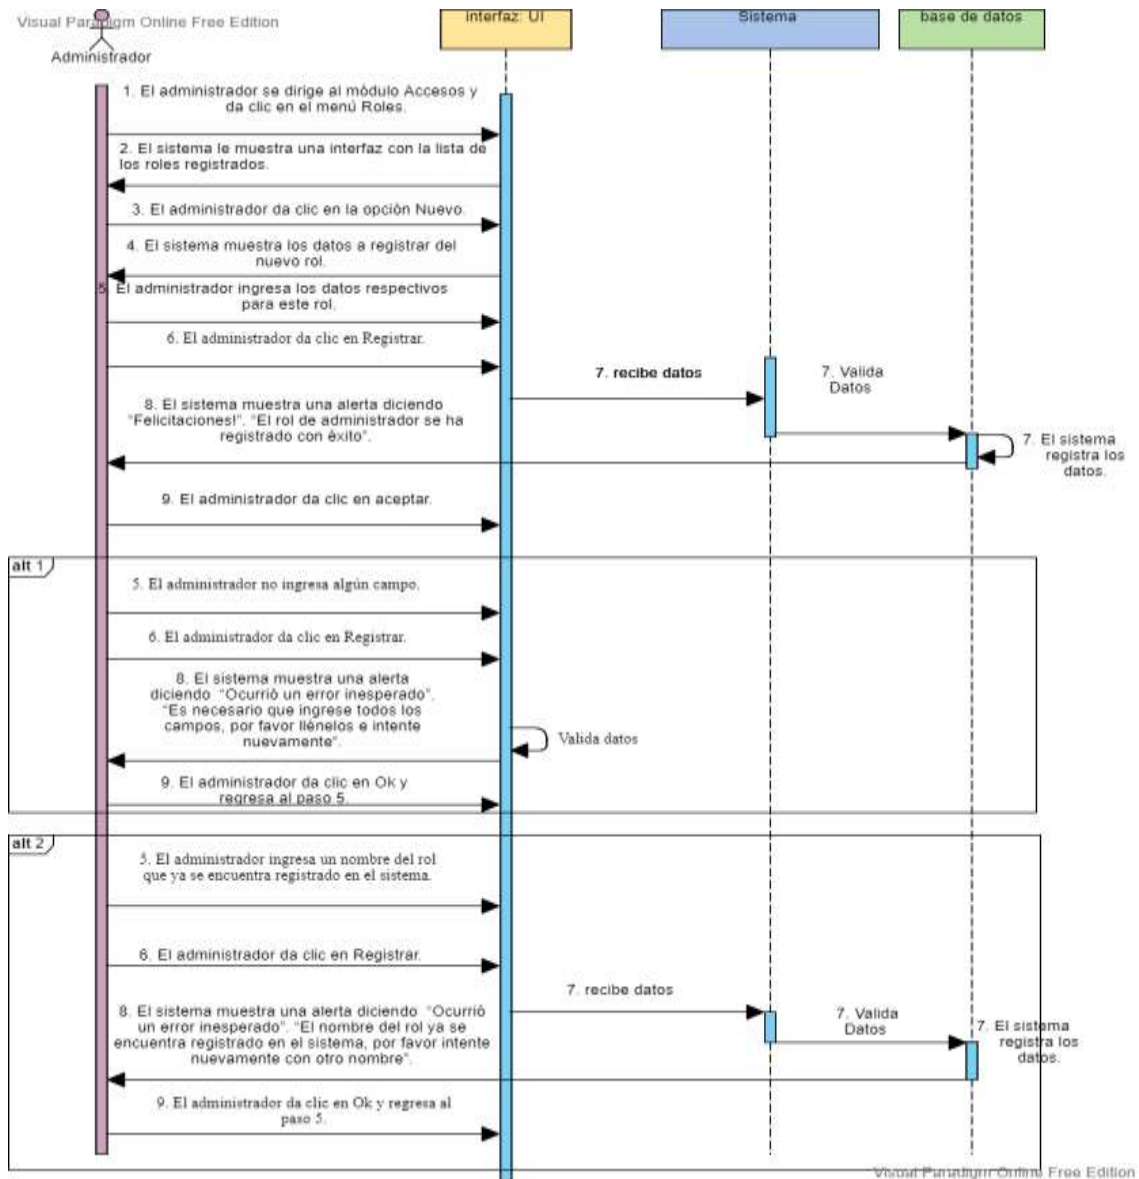 Visual Paradigm Online Free Edition
Administrador
interfaz: UI
Sistema
base de datos
1. El administrador se dirige al módulo Accesos y
da clic en el menú Roles.
2. El sistema le muestra una interfaz con la lista de
los roles registrados.
3. El administrador da clic en la opción Nuevo.
4. El sistema muestra los datos a registrar del
nuevo rol.
5. El administrador ingresa los datos respectivos
para este rol.
6. El administrador da clic en Registrar.
7. recibe datos
7. Valida
Datos
8. El sistema muestra una alerta diciendo
"Felicitaciones!". "El rol de administrador se ha
registrado con éxito".
7. El sistema
registra los
datos.
9. El administrador da clic en aceptar.
alt 1
5. El administrador no ingresa algún campo.
6. El administrador da clic en Registrar.
8. El sistema muestra una alerta
diciendo "Ocurrió un error inesperado".
"Es necesario que ingrese todos los
campos, por favor llénelos e intente
nuevamente".
Valida datos
9. El administrador da clic en Ok y
regresa al paso 5.
alt 2
5. El administrador ingresa un nombre del rol
que ya se encuentra registrado en el sistema.
6. El administrador da clic en Registrar.
7. recibe datos
7. Valida
Datos
8. El sistema muestra una alerta diciendo "Ocurrió
un error inesperado". "El nombre del rol ya se
encuentra registrado en el sistema, por favor intente
nuevamente con otro nombre".
7. El sistema
registra los
datos.
9. El administrador da clic en Ok y regresa al
paso 5.
Visual Paradigm Online Free Edition